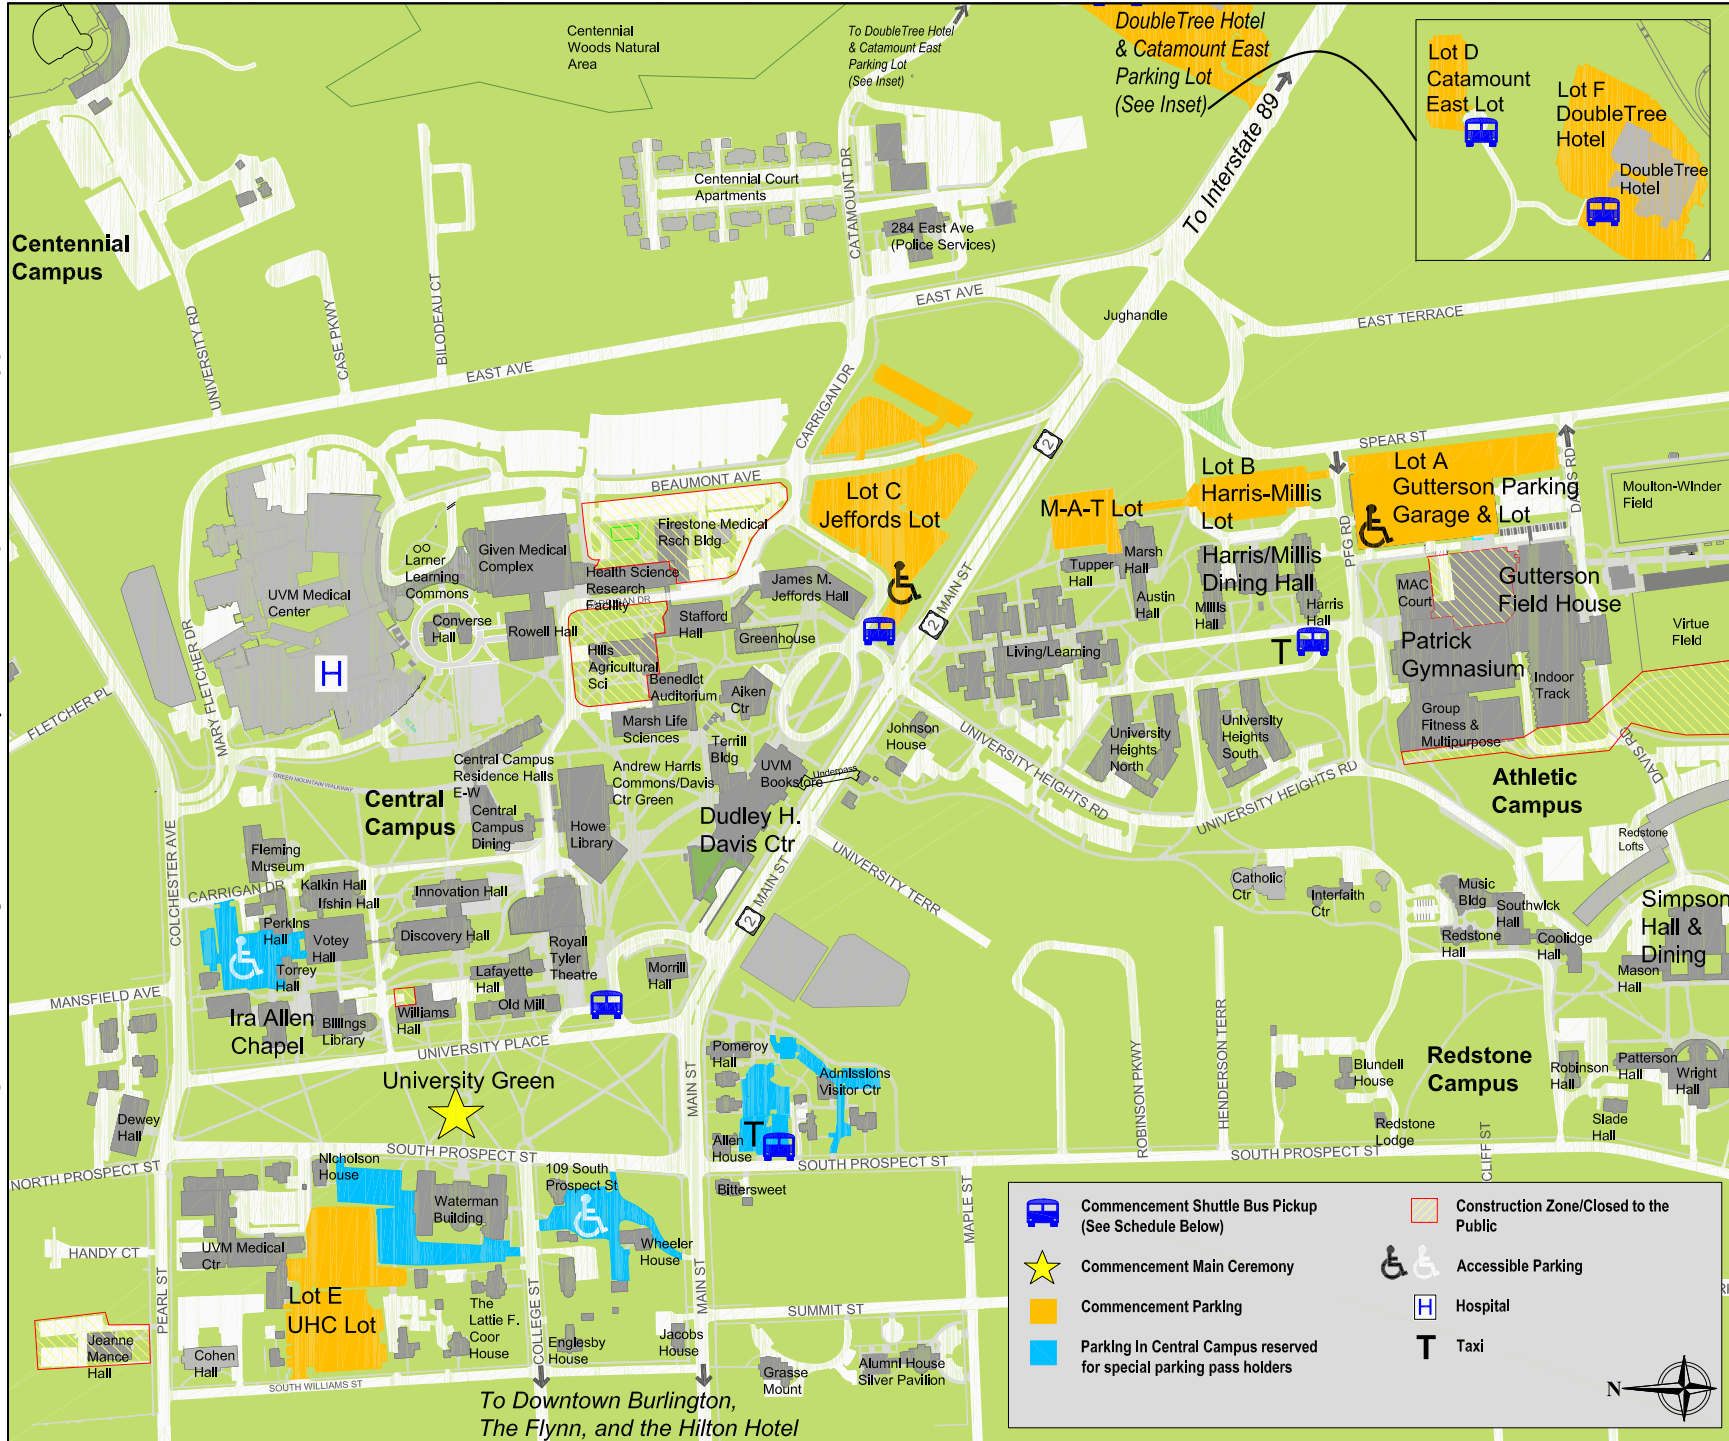 Centennial
Woods Natural
Area
To DoubleTree Hotel
& Catamount East
Parking Lot
(See Inset)
DoubleTree Hotel
& Catamount East
Parking Lot
(See Inset)
To Interstate 89
Lot D
Catamount
East Lot
Lot F
DoubleTree
Hotel
DoubleTree
Hotel
Centennial
Campus
Centennial Court
Apartments
CATAMOUNT DR
284 East Ave
(Police Services)
UNIVERSITY RD
CASE PKWY
BILODEAU CT
EAST AVE
EAST AVE
Jughandle
EAST TERRACE
CARRIGAN DR
SPEAR ST
BEAUMONT AVE
Lot C
Jeffords Lot
2
M-A-T Lot
Lot B
Harris-Millis
Lot
Lot A
Gutterson Parking
Garage & Lot
DAVIS RD
Moulton-Winder
Field
PFG RD
Firestone Medical
Rsch Bldg
Given Medical
Complex
Larner
Learning
Commons
UVM Medical
Center
H
Health Science
Research
Facility
James M.
Jeffords Hall
Stafford
Hall
Greenhouse
Converse
Hall
Rowell Hall
Hills
Agricultural
Sci
Benedict
Auditorium
Aiken
Ctr
Marsh Life
Sciences
2
MAIN ST
Tupper
Hall
Marsh
Hall
Austin
Hall
Harris/Millis
Dining Hall
Millis
Hall
Harris
Hall
T
Living/Learning
MAC
Court
Gutterson
Field House
Patrick
Gymnasium
Indoor
Track
Group
Fitness &
Multipurpose
Virtue
Field
DAVIS RD
FLETCHER PL
MARY FLETCHER DR
GREEN MOUNTAIN WALKWAY
Central Campus
Residence Halls
E-W
Central
Campus
Central
Campus
Dining
Howe
Library
Andrew Harris
Commons/Davis
Ctr Green
Terrill
Bldg
UVM
Bookstore
Underpass
Dudley H.
Davis Ctr
Johnson
House
UNIVERSITY HEIGHTS RD
University
Heights
North
University
Heights
South
UNIVERSITY HEIGHTS RD
Athletic
Campus
Redstone
Lofts
COLCHESTER AVE
Fleming
Museum
CARRIGAN DR
Kalkin Hall
Ifshin Hall
Innovation Hall
Perkins
Hall
Votey
Hall
Discovery Hall
Torrey
Hall
Lafayette
Hall
Royall
Tyler
Theatre
Old Mill
Williams
Hall
Billings
Library
Ira Allen
Chapel
MANSFIELD AVE
MAIN ST
2
UNIVERSITY TERR
Morrill
Hall
Catholic
Ctr
Interfaith
Ctr
Music
Bldg
Southwick
Hall
Redstone
Hall
Coolidge
Hall
Simpson
Hall &
Dining
Mason
Hall
UNIVERSITY PLACE
University Green
Dewey
Hall
MAIN ST
Pomeroy
Hall
Admissions
Visitor Ctr
T
Allen
House
ROBINSON PKWY
HENDERSON TERR
Blundell
House
Redstone
Campus
Robinson
Hall
Patterson
Hall
Wright
Hall
Redstone
Lodge
Slade
Hall
CLIFF ST
NORTH PROSPECT ST
SOUTH PROSPECT ST
SOUTH PROSPECT ST
SOUTH PROSPECT ST
Nicholson
House
Waterman
Building
109 South
Prospect St
Bittersweet
Wheeler
House
HANDY CT
UVM Medical
Ctr
PEARL ST
Lot E
UHC Lot
The
Lattie F.
Coor
House
COLLEGE ST
Englesby
House
Jacobs
House
MAIN ST
MAPLE ST
SUMMIT ST
Jeanne
Mance
Hall
Cohen
Hall
SOUTH WILLIAMS ST
Grasse
Mount
Alumni House
Silver Pavilion
To Downtown Burlington,
The Flynn, and the Hilton Hotel
Commencement Shuttle Bus Pickup
(See Schedule Below)
Commencement Main Ceremony
Commencement Parking
Parking In Central Campus reserved
for special parking pass holders
Construction Zone/Closed to the
Public
Accessible Parking
H
Hospital
T
Taxi
N